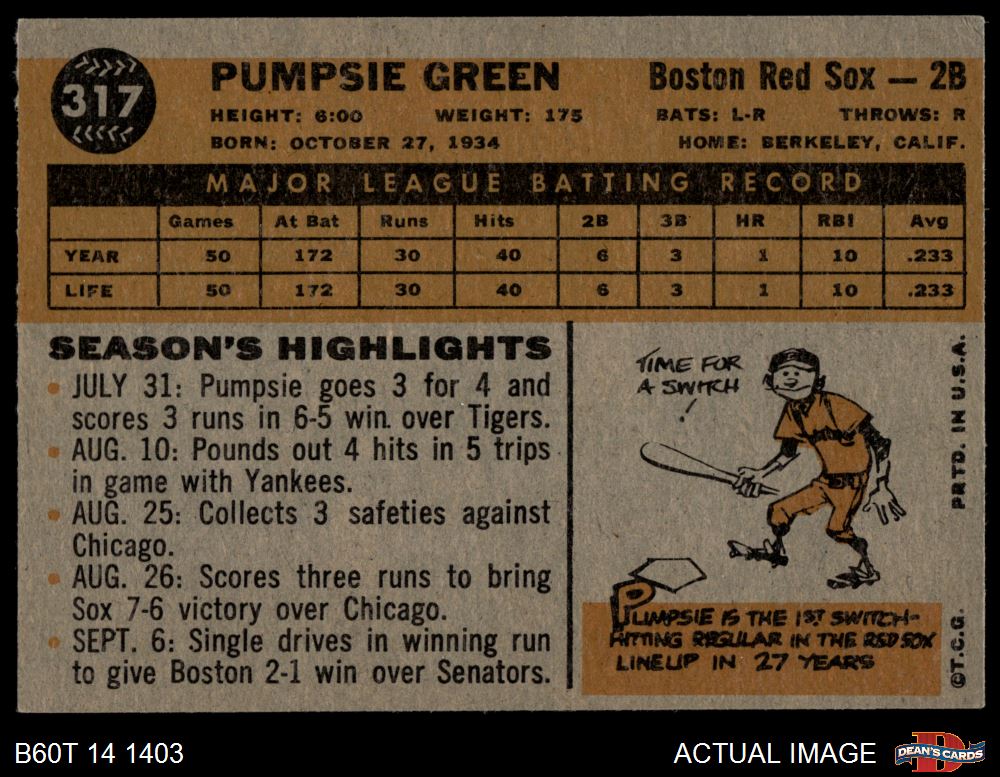 317
PUMPSIE GREEN
Boston Red Sox — 2B
HEIGHT: 6:00 WEIGHT: 175 BATS: L-R THROWS: R
BORN: OCTOBER 27, 1934 HOME: BERKELEY, CALIF.
MAJOR LEAGUE BATTING RECORD
Games At Bat Runs Hits 2B 3B HR RBI Avg
YEAR 50 172 30 40 6 3 1 10 .233
LIFE 50 172 30 40 6 3 1 10 .233
SEASON'S HIGHLIGHTS
• JULY 31: Pumpsie goes 3 for 4 and
scores 3 runs in 6-5 win over Tigers.
• AUG. 10: Pounds out 4 hits in 5 trips
in game with Yankees.
• AUG. 25: Collects 3 safeties against
Chicago.
• AUG. 26: Scores three runs to bring
Sox 7-6 victory over Chicago.
• SEPT. 6: Single drives in winning run
to give Boston 2-1 win over Senators.
TIME FOR
A SWITCH
!
PUMPSIE IS THE 1ST SWITCH-
HITTING REGULAR IN THE RED SOX
LINEUP IN 27 YEARS
PRTD. IN U.S.A.
©T.C.G.
B60T 14 1403
ACTUAL IMAGE
D
DEAN'S CARDS